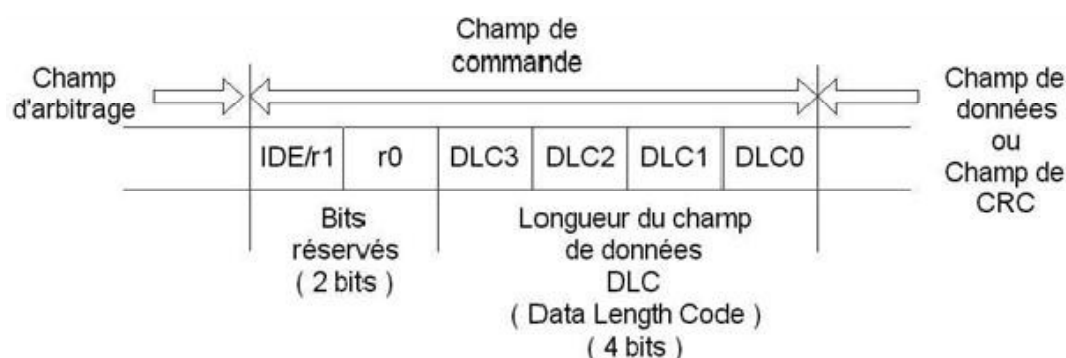 Champ de
commande
Champ
d'arbitrage
Champ de
données
ou
Champ de
CRC
IDE/r1 r0 DLC3 DLC2 DLC1 DLC0
Bits
réservés
( 2 bits )
Longueur du champ
de données
DLC
( Data Length Code )
( 4 bits )